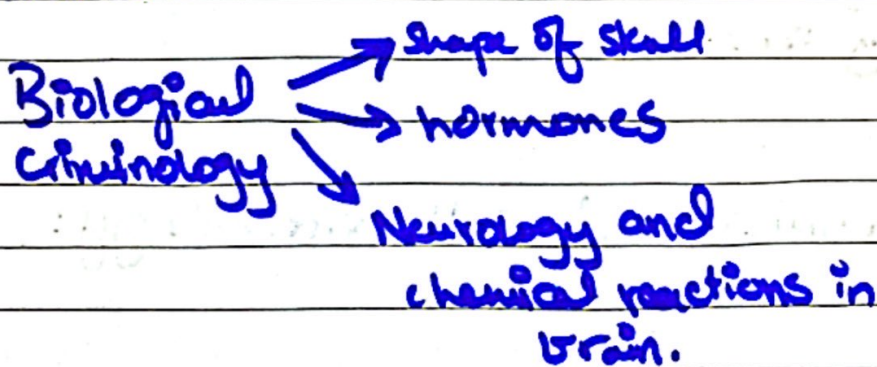 Biological
criminology
shape of skull
hormones
Neurology and
chemical reactions in
brain.